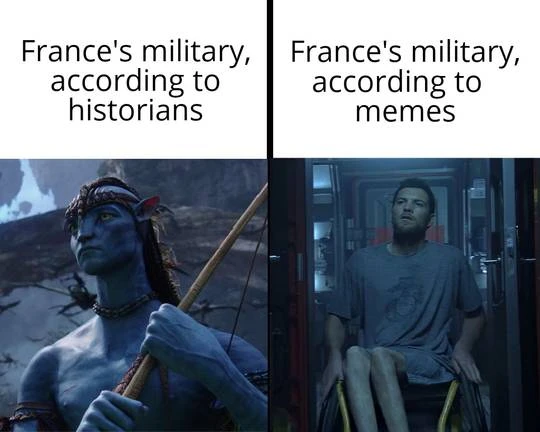 France's military,
according to
historians
France's military,
according to
memes